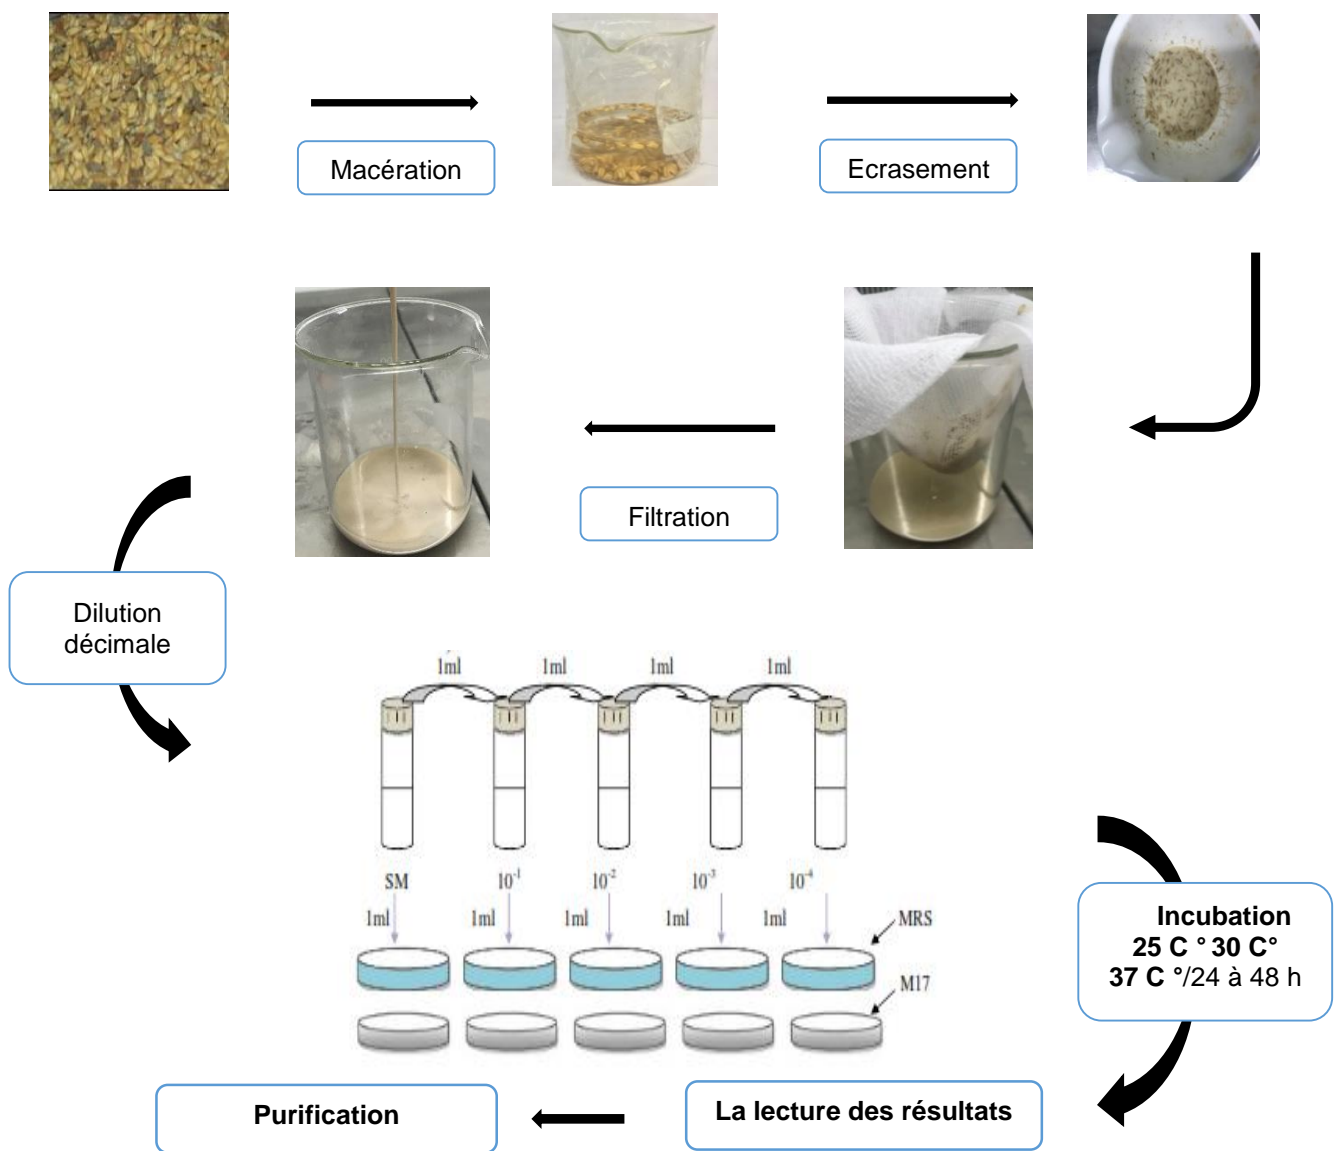 Macération
Ecrasement
Filtration
Dilution
décimale
1ml 1ml 1ml 1ml
SM 10⁻¹ 10⁻² 10⁻³ 10⁻⁴
1ml 1ml 1ml 1ml 1ml
MRS
M17
Incubation
25 C ° 30 C°
37 C °/24 à 48 h
La lecture des résultats
Purification